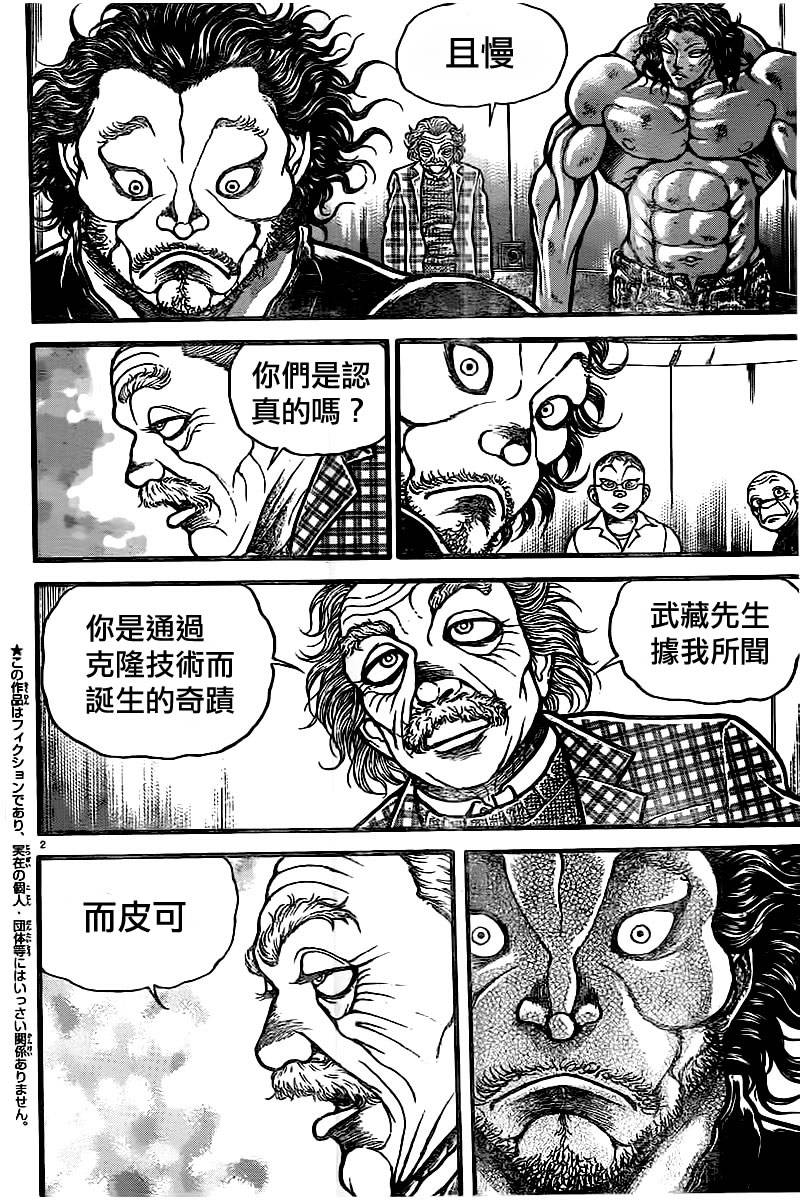 且慢
你們是認
真的嗎？
武藏先生
據我所聞
你是通過
克隆技術而
誕生的奇蹟
而皮可
★この作品はフィクションであり、実在の個人・団体等にはいっさい関係ありません。
2